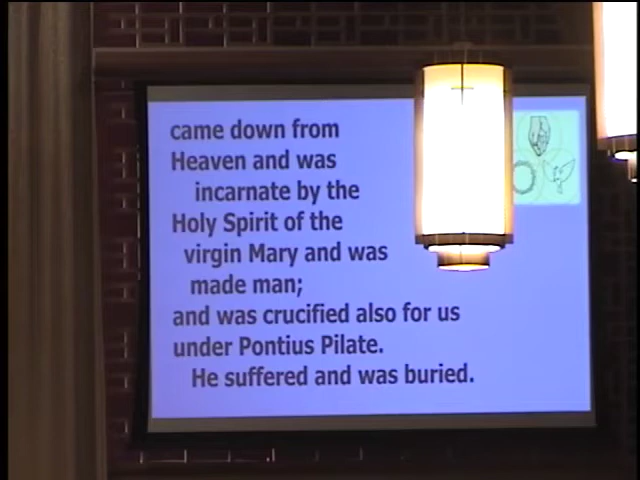 came down from
Heaven and was
incarnate by the
Holy Spirit of the
virgin Mary and was
made man;
and was crucified also for us
under Pontius Pilate.
He suffered and was buried.